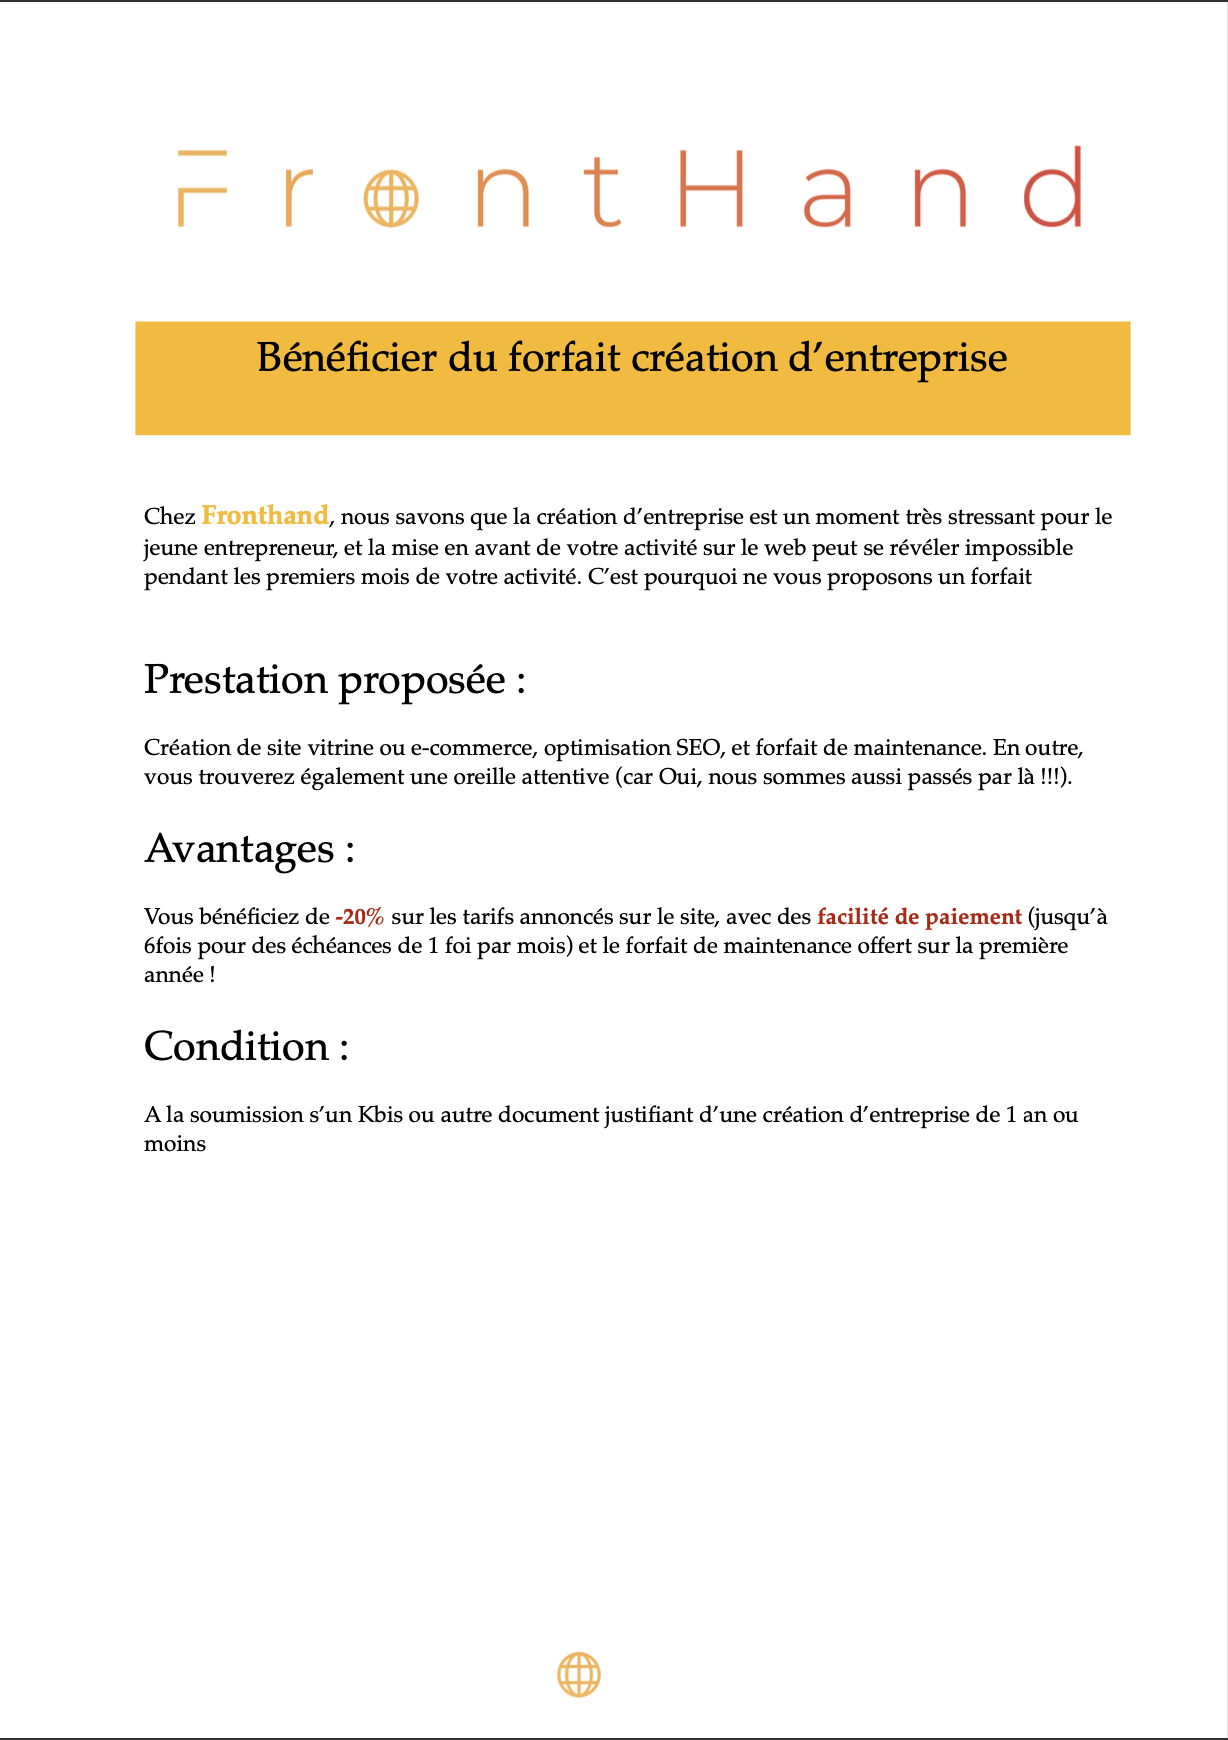 FrontHand
Bénéficier du forfait création d’entreprise
Chez Fronthand, nous savons que la création d’entreprise est un moment très stressant pour le
jeune entrepreneur, et la mise en avant de votre activité sur le web peut se révéler impossible
pendant les premiers mois de votre activité. C’est pourquoi ne vous proposons un forfait
Prestation proposée :
Création de site vitrine ou e-commerce, optimisation SEO, et forfait de maintenance. En outre,
vous trouverez également une oreille attentive (car Oui, nous sommes aussi passés par là !!!).
Avantages :
Vous bénéficiez de -20% sur les tarifs annoncés sur le site, avec des facilité de paiement (jusqu’à
6fois pour des échéances de 1 foi par mois) et le forfait de maintenance offert sur la première
année !
Condition :
A la soumission s’un Kbis ou autre document justifiant d’une création d’entreprise de 1 an ou
moins